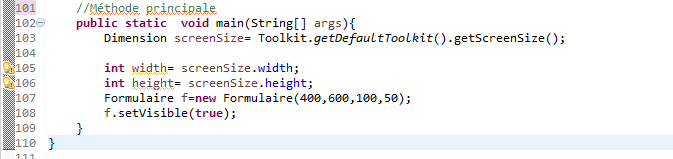 101 //Méthode principale
102 public static  void main(String[] args){
103 Dimension screenSize= Toolkit.getDefaultToolkit().getScreenSize();
104
105 int width= screenSize.width;
106 int height= screenSize.height;
107 Formulaire f=new Formulaire(400,600,100,50);
108 f.setVisible(true);
109 }
110 }
111